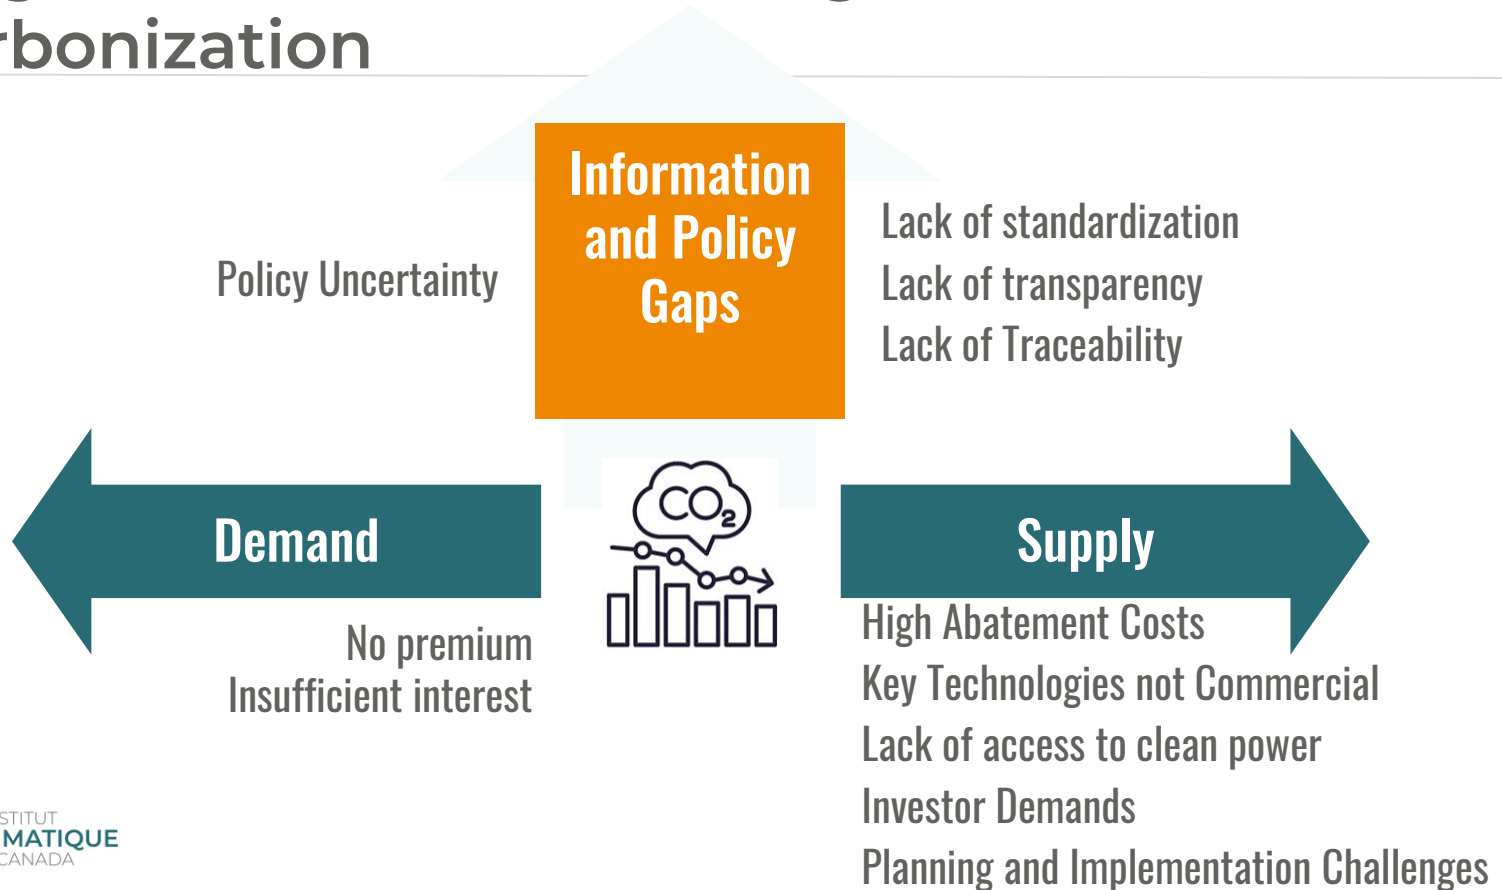 rbonization
Information
and Policy
Gaps
Policy Uncertainty
Lack of standardization
Lack of transparency
Lack of Traceability
Demand
CO2
Supply
No premium
Insufficient interest
High Abatement Costs
Key Technologies not Commercial
Lack of access to clean power
Investor Demands
Planning and Implementation Challenges
STITUT
MATIQUE
CANADA